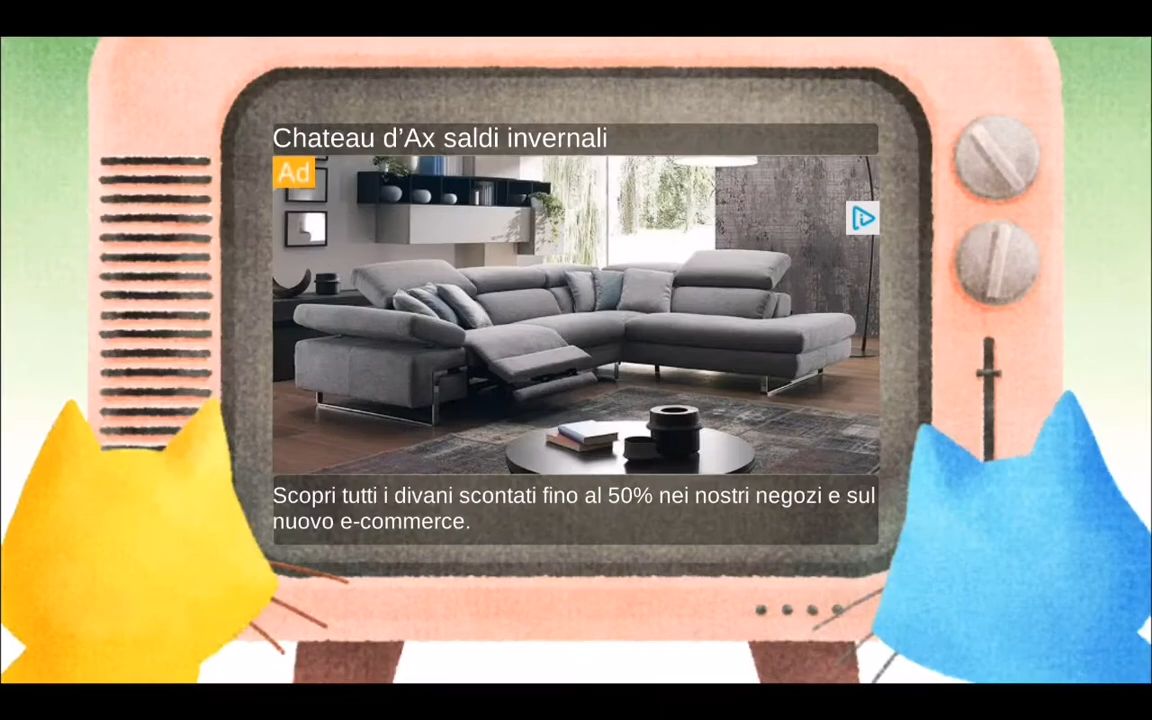 Chateau d’Ax saldi invernali
Ad
Scopri tutti i divani scontati fino al 50% nei nostri negozi e sul
nuovo e-commerce.